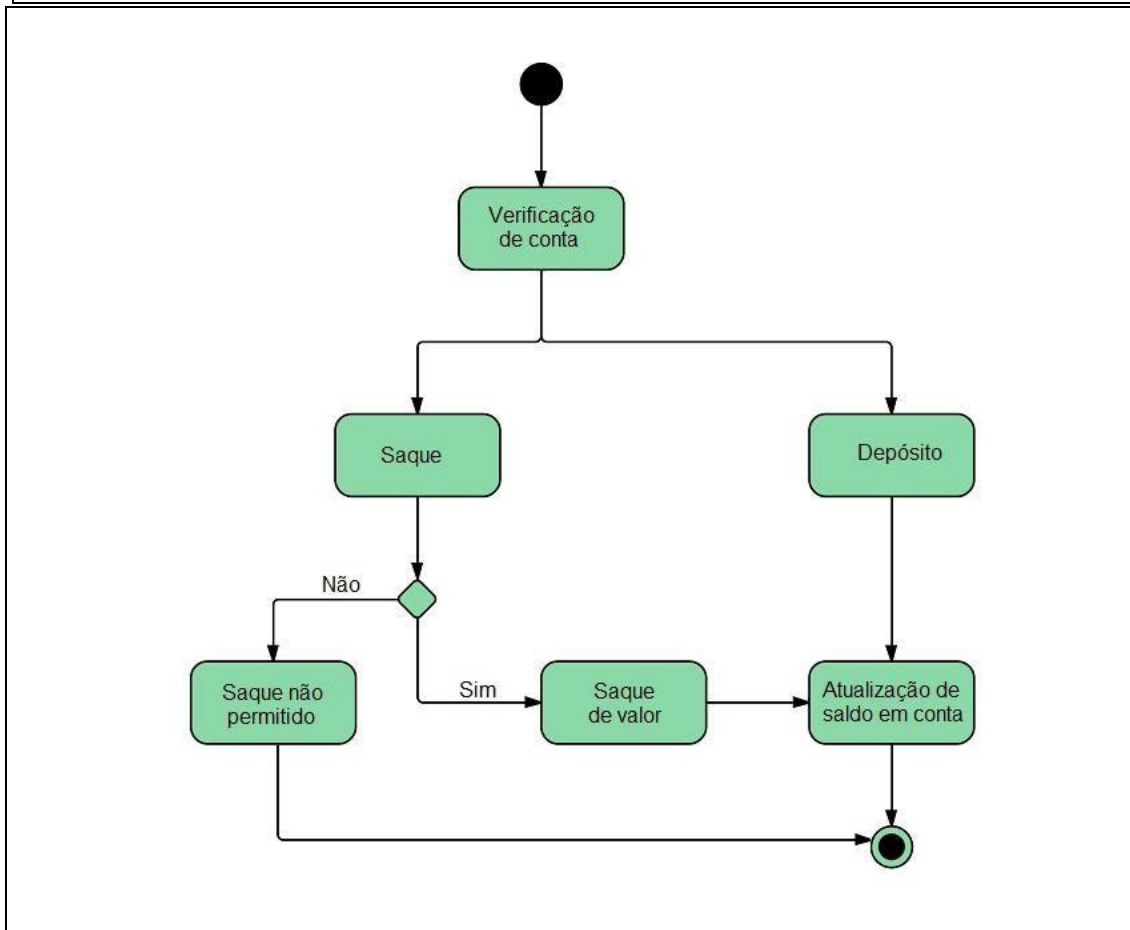 Verificação
de conta
Saque
Depósito
Não
Sim
Saque não
permitido
Saque
de valor
Atualização de
saldo em conta